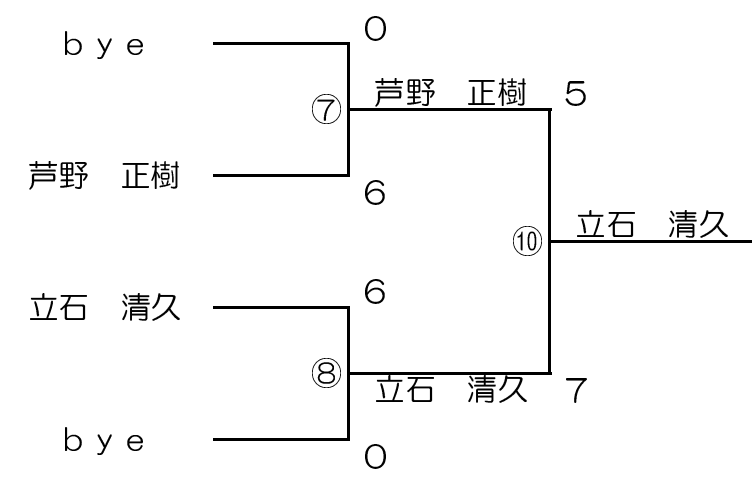 ０
ｂｙｅ
芦野　正樹　５
⑦
芦野　正樹
６
立石　清久
⑩
６
立石　清久
⑧
立石　清久　７
ｂｙｅ
０